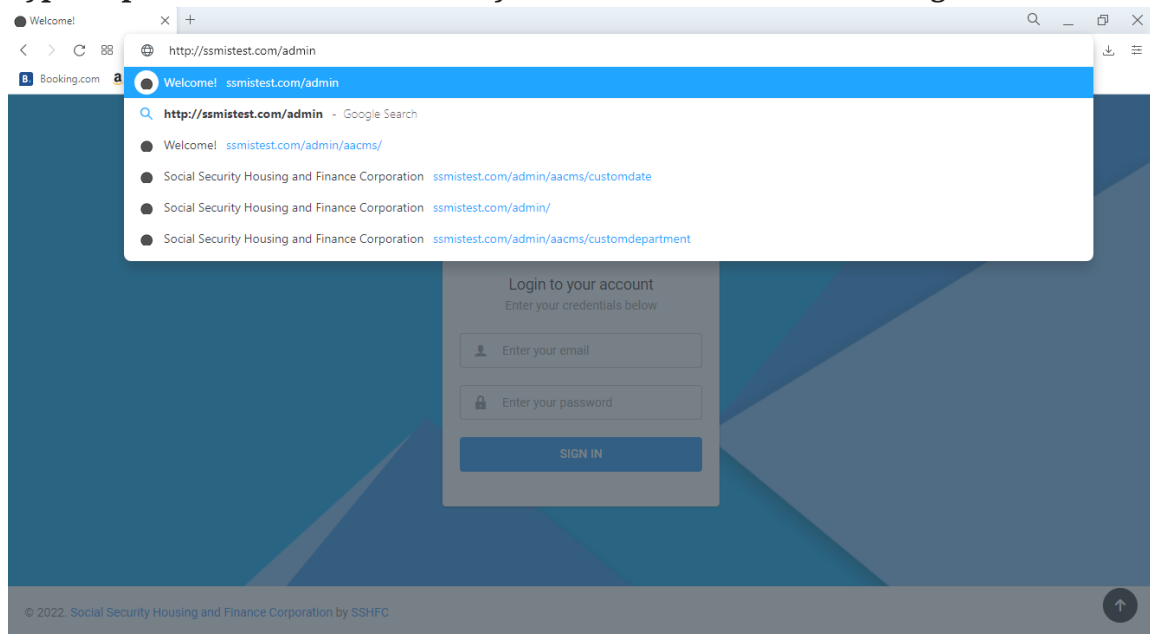 Welcome!
http://ssmistest.com/admin
Booking.com
Welcome! ssmistest.com/admin
http://ssmistest.com/admin - Google Search
Welcome! ssmistest.com/admin/aacms/
Social Security Housing and Finance Corporation ssmistest.com/admin/aacms/customdate
Social Security Housing and Finance Corporation ssmistest.com/admin/
Social Security Housing and Finance Corporation ssmistest.com/admin/aacms/customdepartment
Login to your account
Enter your credentials below
Enter your email
Enter your password
SIGN IN
© 2022. Social Security Housing and Finance Corporation by SSHFC